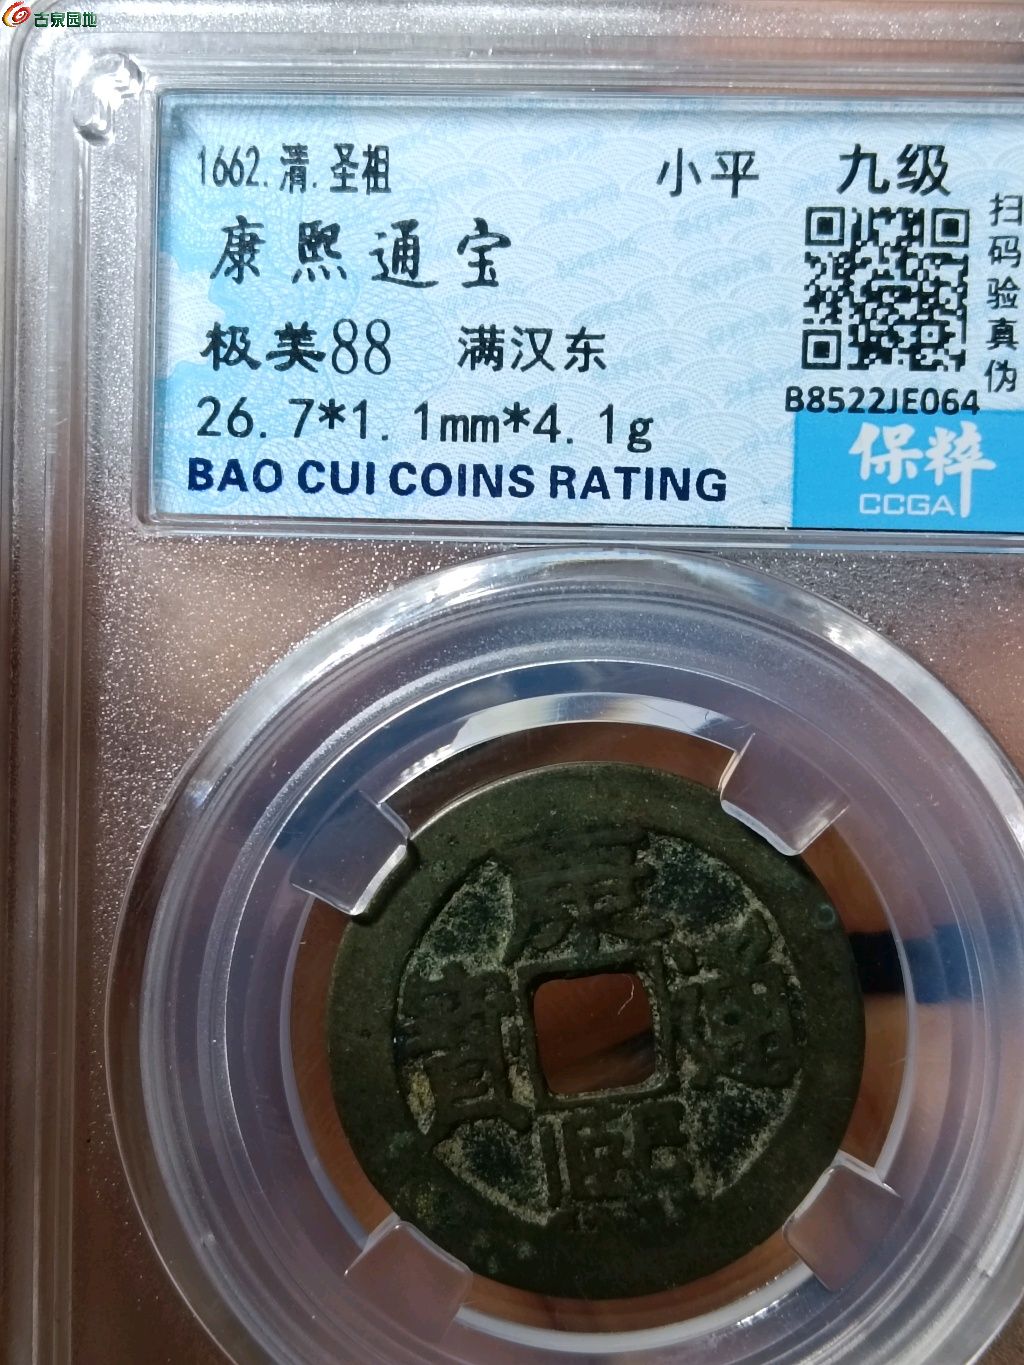 古泉园地
1662.清.圣祖 小平 九级
康熙通宝
极美88 满汉东
26.7*1.1mm*4.1g
BAO CUI COINS RATING
扫码验真伪
B8522JE064
保粹
CCGA
康熙通寶